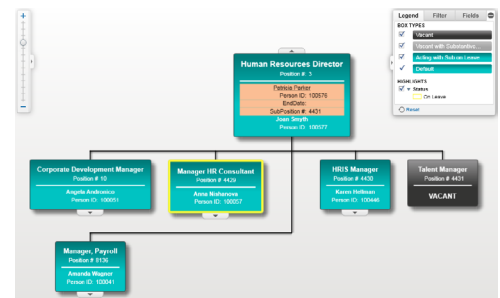 Legend Filter Fields
BOX TYPES
Vacant
Vacant with Substantive...
Acting with Sub on Leave
Default
HIGHLIGHTS
Status
On Leave
Reset
Human Resources Director
Position #: 3
Patricia Parker
Person ID: 100576
EndDate:
SubPosition #: 4431
Joan Smyth
Person ID: 100577
Corporate Development Manager
Position #: 10
Angela Andronico
Person ID: 100051
Manager HR Consultant
Position #: 4429
Anna Nishaneva
Person ID: 100057
HRIS Manager
Position #: 4430
Karen Hellman
Person ID: 100446
Talent Manager
Position #: 4431
VACANT
Manager, Payroll
Position #: 8136
Amanda Wagner
Person ID: 100041